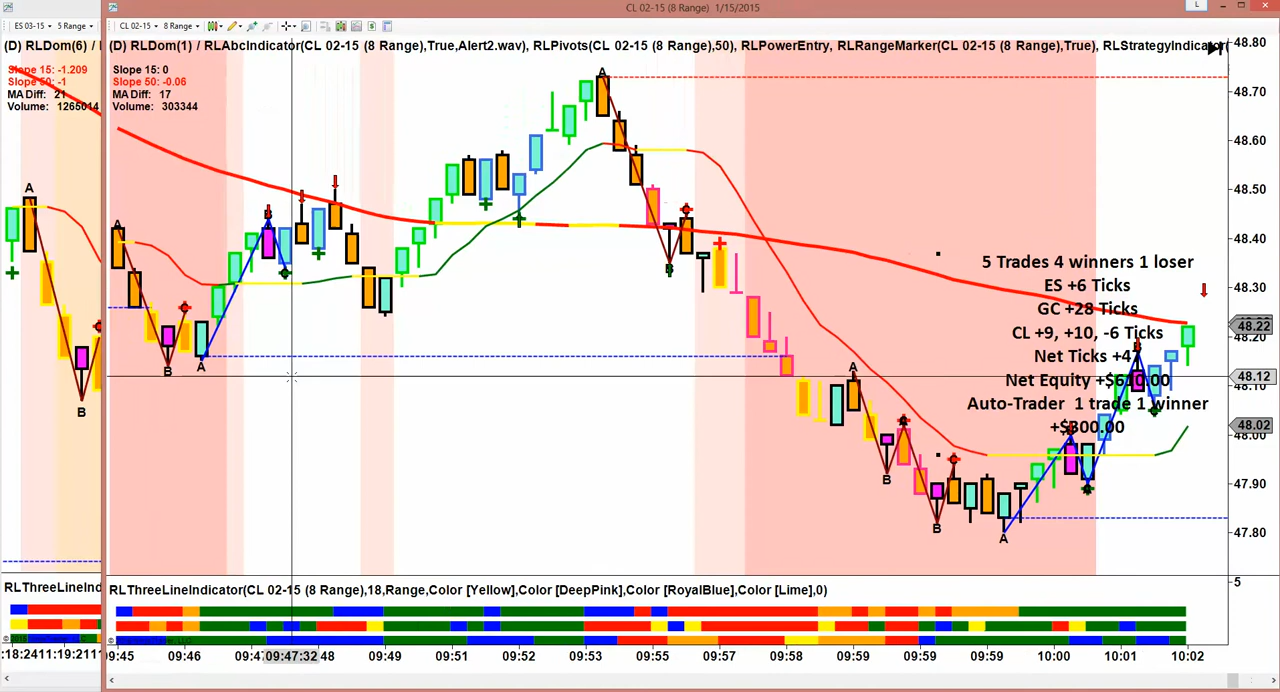 CL 02-15 (8 Range) 1/15/2015
L
ES 03-15 5 Range
CL 02-15 8 Range
(D) RLDom(6) /
(D) RLDom(1) / RLAbcIndicator(CL 02-15 (8 Range),True,Alert2.wav), RLPivots(CL 02-15 (8 Range),50), RLPowerEntry, RLRangeMarker(CL 02-15 (8 Range),True), RLStrategyIndicator(
Slope 15: -1.209
Slope 50: -1
MA Diff: 21
Volume: 1265014
Slope 15: 0
Slope 50: -0.06
MA Diff: 17
Volume: 303344
A
B
A
B
A
B
A
B
A
B
A
B
A
B
B
48.80
48.70
48.60
48.50
48.40
48.30
48.22
48.20
48.12
48.10
48.02
48.00
47.90
47.80
5
5 Trades 4 winners 1 loser
ES +6 Ticks
GC +28 Ticks
CL +9, +10, -6 Ticks
Net Ticks +47
Net Equity +$610.00
Auto-Trader 1 trade 1 winner
+$300.00
RLThreeLineInd
RLThreeLineIndicator(CL 02-15 (8 Range),18,Range,Color [Yellow],Color [DeepPink],Color [RoyalBlue],Color [Lime],0)
:18:24 11:19:21 11:
09:45 09:46 09:47 09:47:32 48 09:49 09:51 09:52 09:53 09:55 09:57 09:58 09:59 09:59 09:59 10:00 10:01 10:02